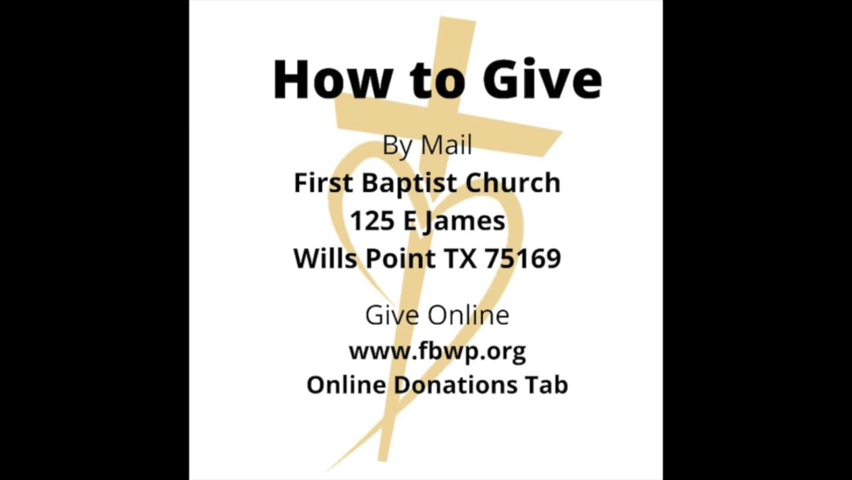 How to Give
By Mail
First Baptist Church
125 E James
Wills Point TX 75169
Give Online
www.fbwp.org
Online Donations Tab